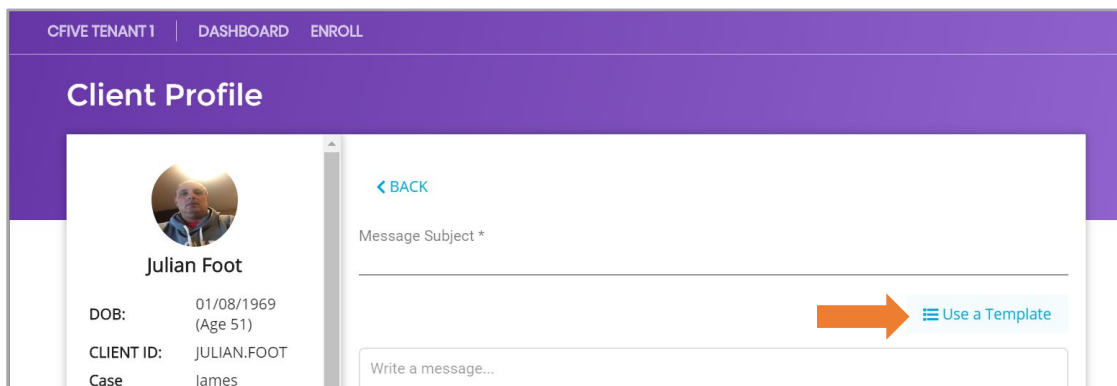 CFIVE TENANT 1 DASHBOARD ENROLL
Client Profile
Julian Foot
DOB: 01/08/1969
(Age 51)
CLIENT ID: JULIAN.FOOT
Case James
BACK
Message Subject *
Use a Template
Write a message...